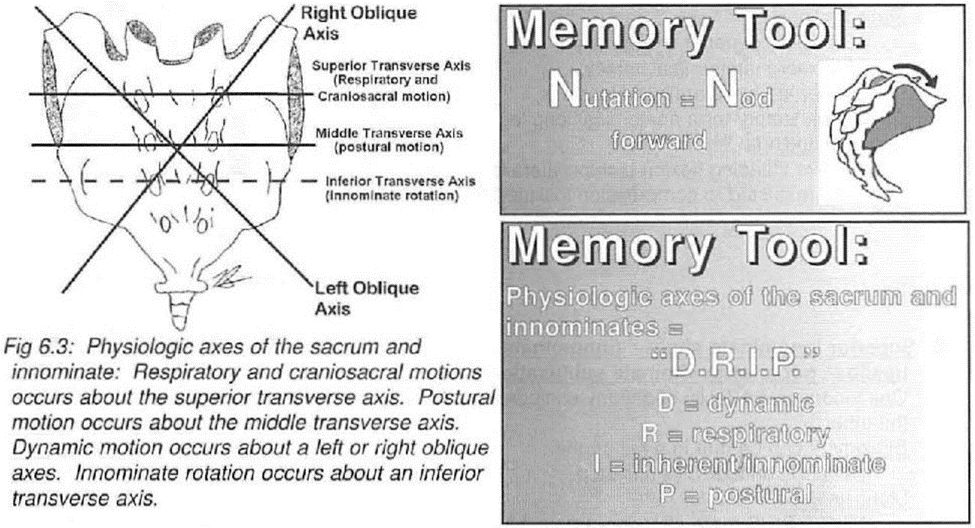 Right Oblique
Axis
Superior Transverse Axis
(Respiratory and
Craniosacral motion)
Middle Transverse Axis
(postural motion)
Inferior Transverse Axis
(innominate rotation)
Left Oblique
Axis
Fig 6.3: Physiologic axes of the sacrum and
innominate: Respiratory and craniosacral motions
occurs about the superior transverse axis. Postural
motion occurs about the middle transverse axis.
Dynamic motion occurs about a left or right oblique
axes. Innominate rotation occurs about an inferior
transverse axis.
Memory Tool:
Nutation = Nod
forward
Memory Tool:
Physiologic axes of the sacrum and
innominates =
"D.R.I.P."
D = dynamic
R = respiratory
I = inherent/innominate
P = postural